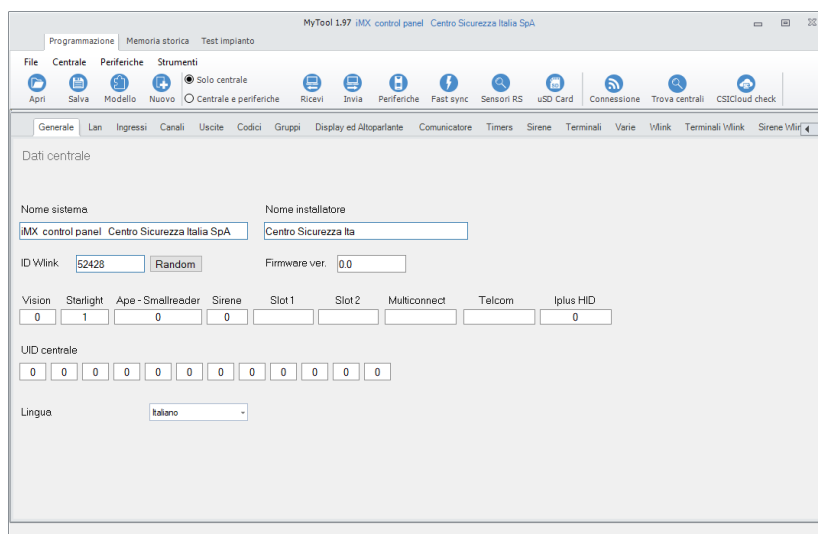 MyTool 1.97 iMX control panel Centro Sicurezza Italia SpA
Programmazione Memoria storica Test impianto
File Centrale Periferiche Strumenti
Solo centrale
Centrale e periferiche
Apri Salva Modello Nuovo Ricevi Invia Periferiche Fast sync Sensori RS uSD Card Connessione Trova centrali CSICloud check
Generale Lan Ingressi Canali Uscite Codici Gruppi Display ed Altoparlante Comunicatore Timers Sirene Terminali Varie Wlink Terminali Wlink Sirene Wlin
Dati centrale
Nome sistema Nome installatore
iMX control panel Centro Sicurezza Italia SpA Centro Sicurezza Ita
ID Wlink 52428 Random Firmware ver. 0.0
Vision Starlight Ape - Smallreader Sirene Slot 1 Slot 2 Multiconnect Telcom Iplus HID
0 1 0 0 0
UID centrale
0 0 0 0 0 0 0 0 0 0 0 0
Lingua Italiano